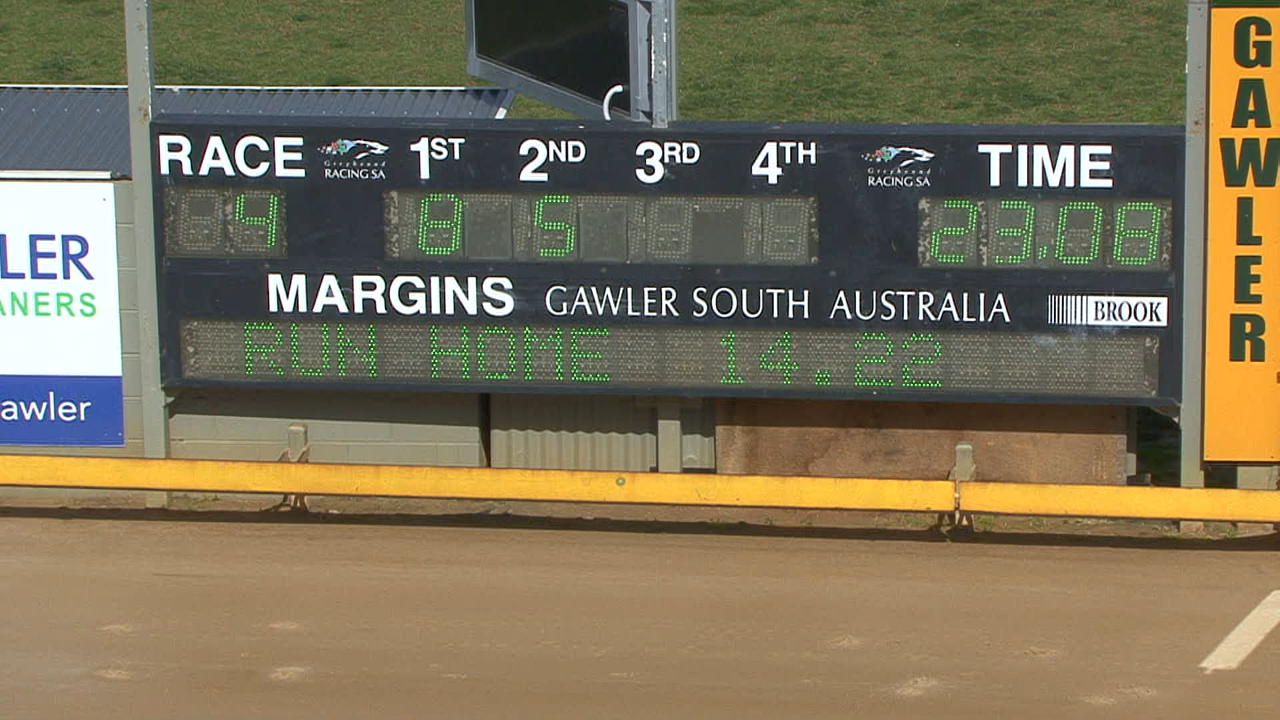 RACE Greyhound RACING SA 1ST 2ND 3RD 4TH Greyhound RACING SA TIME
4 8 5 23.08
MARGINS GAWLER SOUTH AUSTRALIA BROOK
RUN HOME 14.22
LER
ANERS
awler
GAWLER